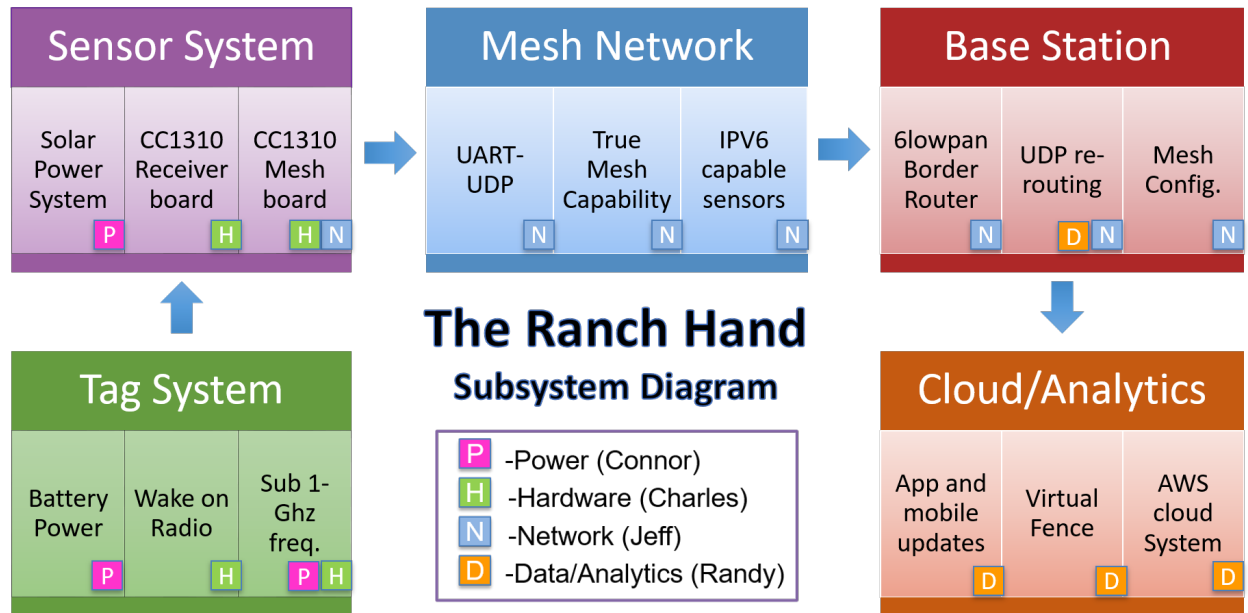 Sensor System
Solar
Power
System
P
CC1310
Receiver
board
H
CC1310
Mesh
board
H N
Mesh Network
UART-
UDP
N
True
Mesh
Capability
N
IPV6
capable
sensors
N
Base Station
6lowpan
Border
Router
N
UDP re-
routing
D N
Mesh
Config.
N
The Ranch Hand
Subsystem Diagram
Tag System
Battery
Power
P
Wake on
Radio
H
Sub 1-
Ghz
freq.
P H
P -Power (Connor)
H -Hardware (Charles)
N -Network (Jeff)
D -Data/Analytics (Randy)
Cloud/Analytics
App and
mobile
updates
D
Virtual
Fence
D
AWS
cloud
System
D